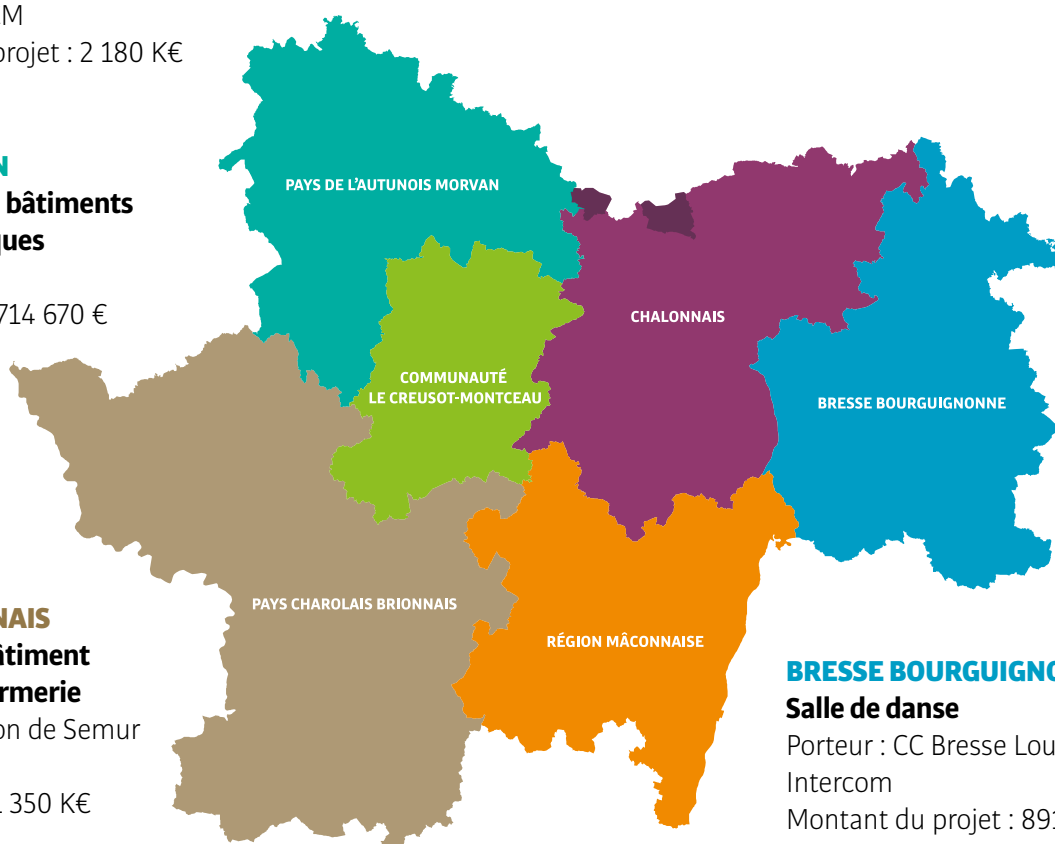 projet : 2 180 K€
bâtiments
714 670 €
PAYS DE L'AUTUNOIS MORVAN
CHALONNAIS
COMMUNAUTÉ
LE CREUSOT-MONTCEAU
BRESSE BOURGUIGNONNE
PAYS CHAROLAIS BRIONNAIS
RÉGION MÂCONNAISE
NAIS
âtiment
rmerie
on de Semur
350 K€
BRESSE BOURGUIGNO
Salle de danse
Porteur : CC Bresse Lou
Intercom
Montant du projet : 891